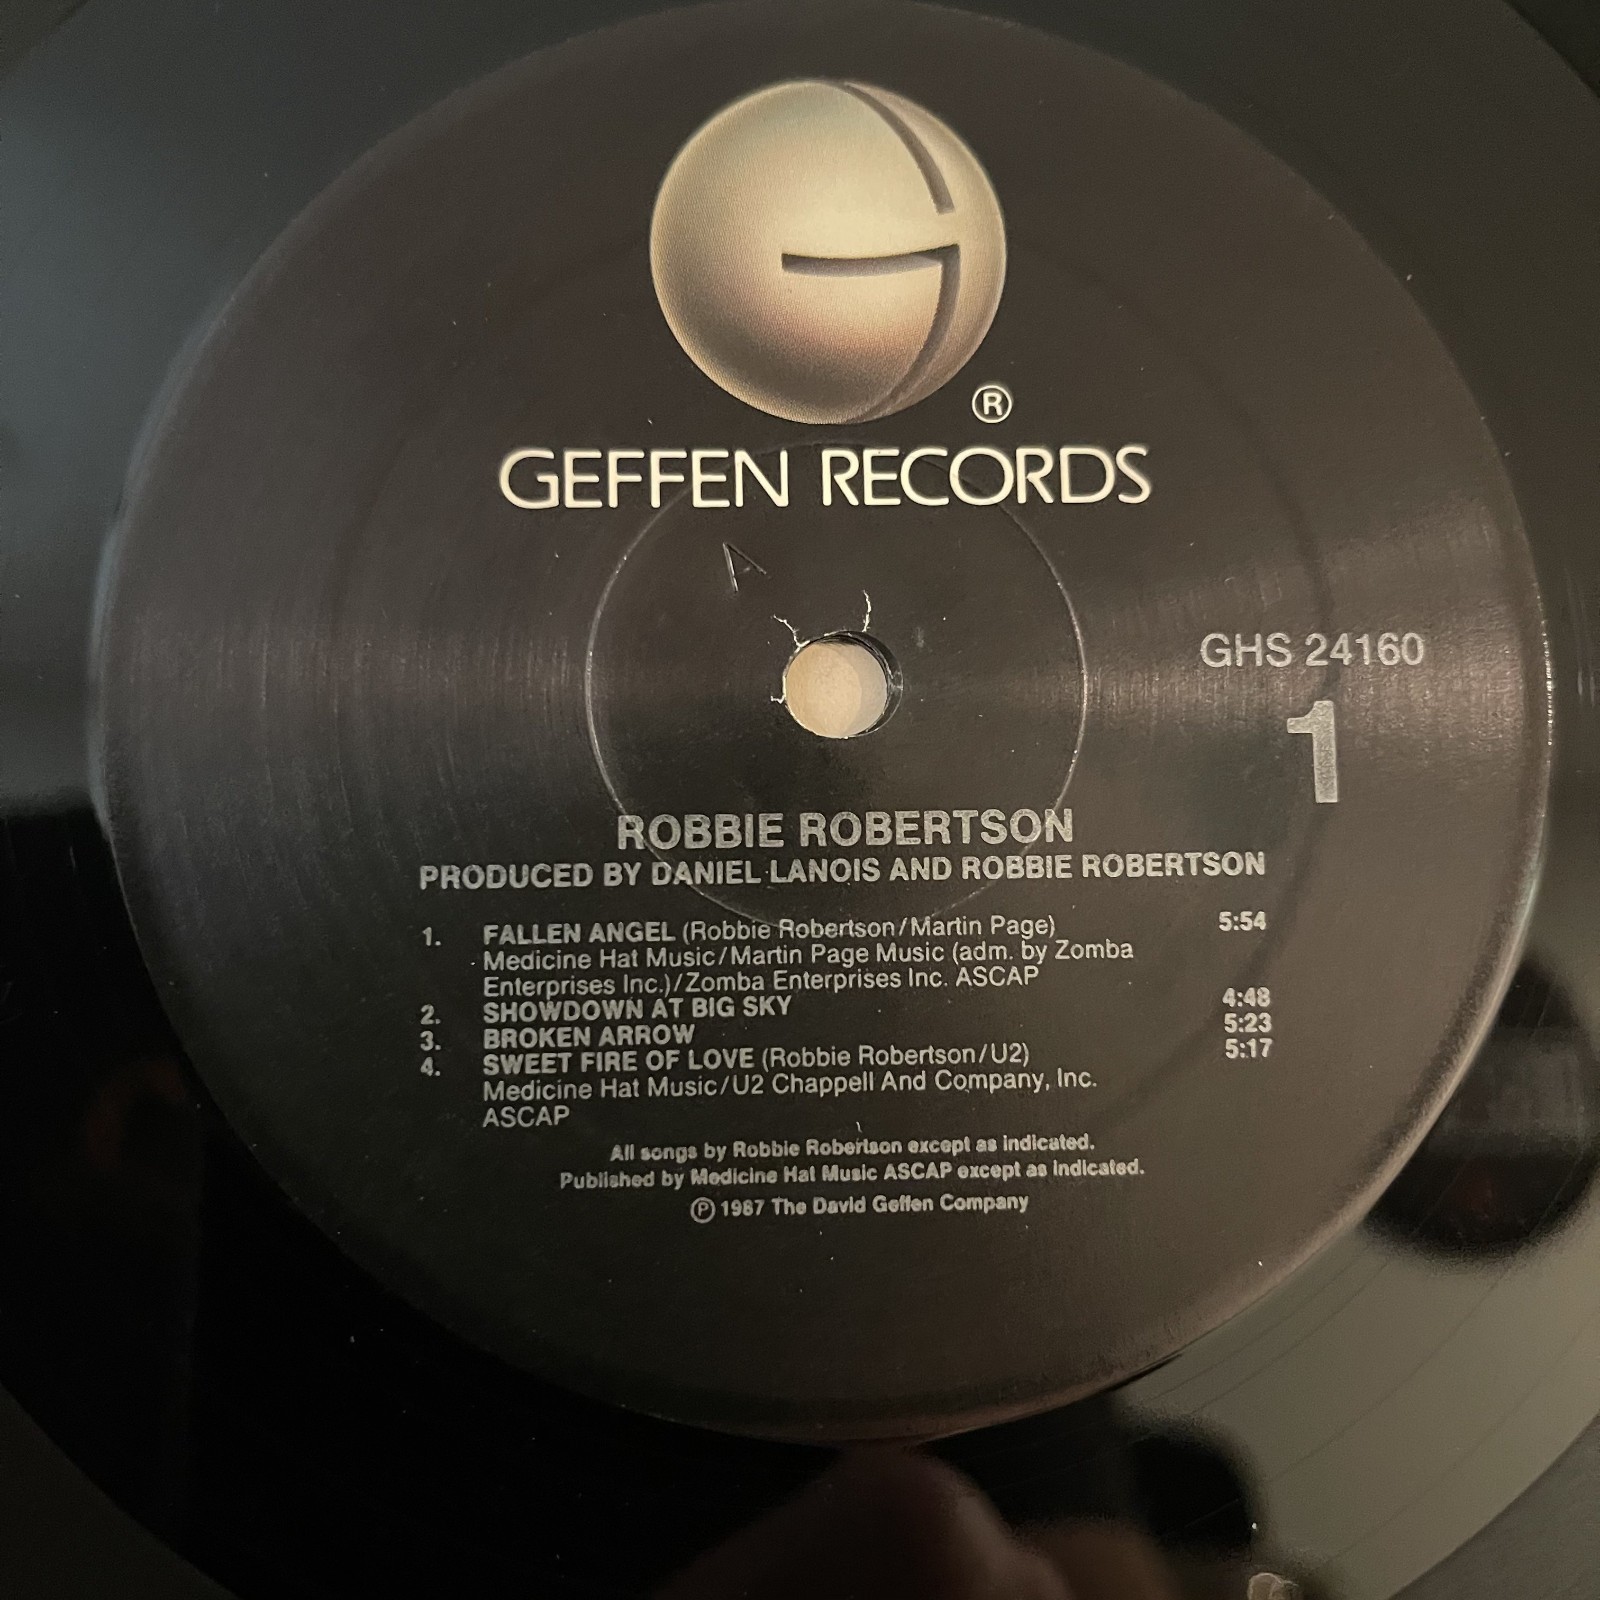 ®
GEFFEN RECORDS
A
GHS 24160
1
ROBBIE ROBERTSON
PRODUCED BY DANIEL LANOIS AND ROBBIE ROBERTSON
1. FALLEN ANGEL (Robbie Robertson/Martin Page) 5:54
Medicine Hat Music/Martin Page Music (adm. by Zomba
Enterprises Inc.)/Zomba Enterprises Inc. ASCAP
2. SHOWDOWN AT BIG SKY 4:48
3. BROKEN ARROW 5:23
4. SWEET FIRE OF LOVE (Robbie Robertson/U2) 5:17
Medicine Hat Music/U2 Chappell And Company, Inc.
ASCAP
All songs by Robbie Robertson except as indicated.
Published by Medicine Hat Music ASCAP except as indicated.
℗ 1987 The David Geffen Company